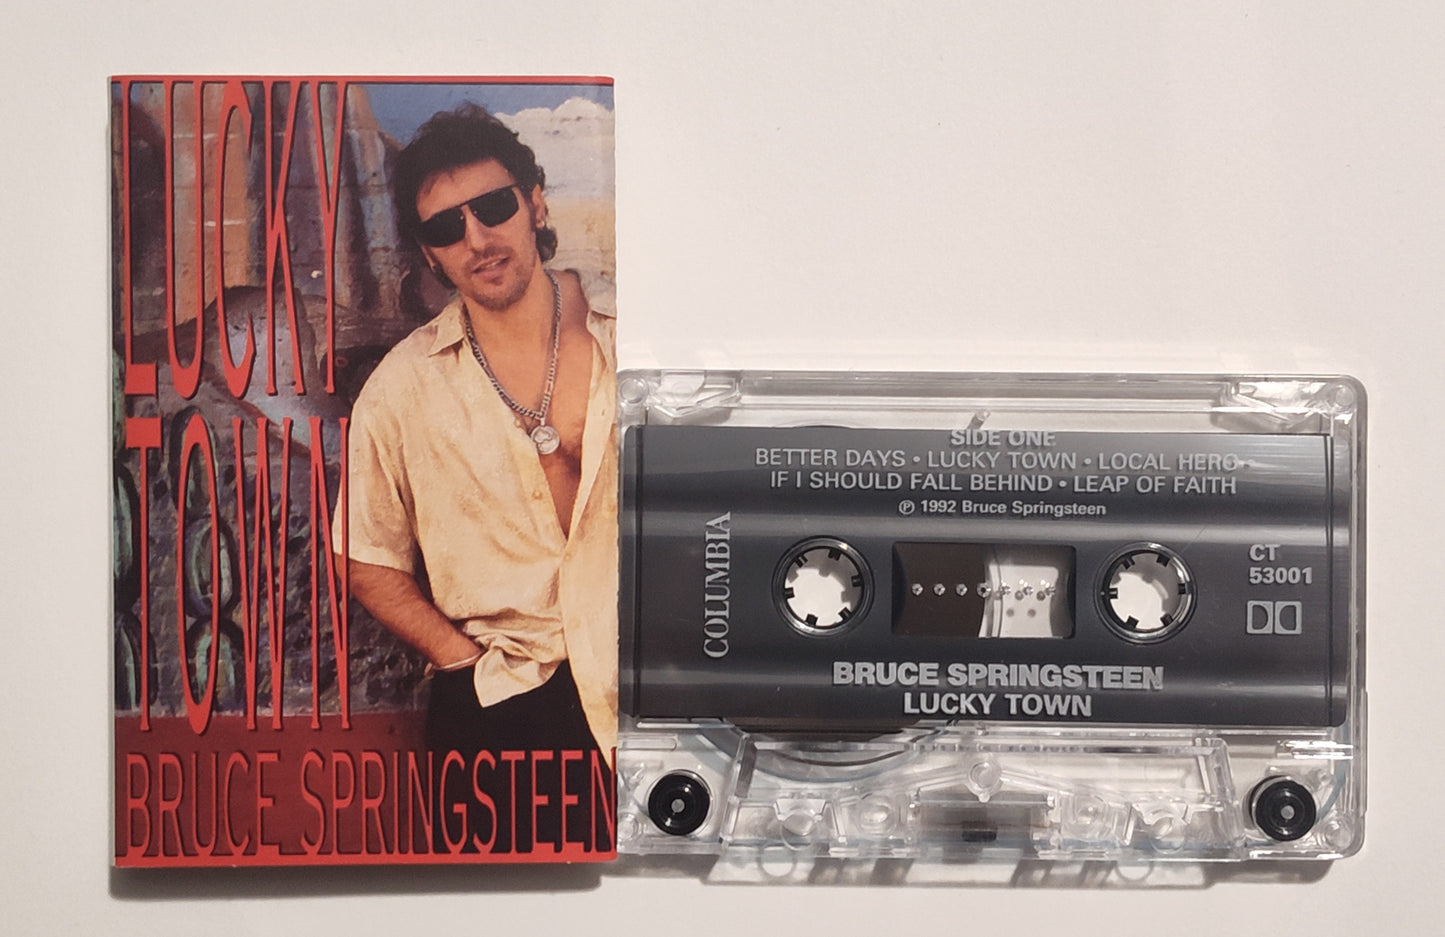 LUCKY
TOWN
BRUCE SPRINGSTEEN
SIDE ONE
BETTER DAYS • LUCKY TOWN • LOCAL HERO •
IF I SHOULD FALL BEHIND • LEAP OF FAITH
℗ 1992 Bruce Springsteen
COLUMBIA
CT
53001
BRUCE SPRINGSTEEN
LUCKY TOWN